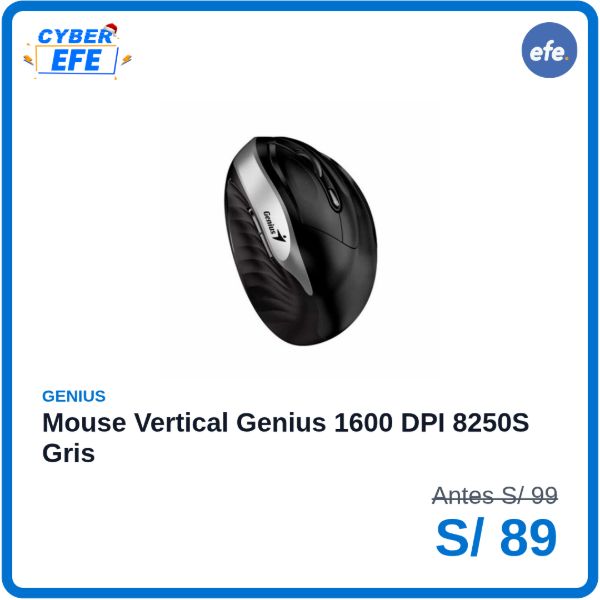 CYBER
EFE
efe.
Genius
GENIUS
Mouse Vertical Genius 1600 DPI 8250S
Gris
Antes S/ 99
S/ 89